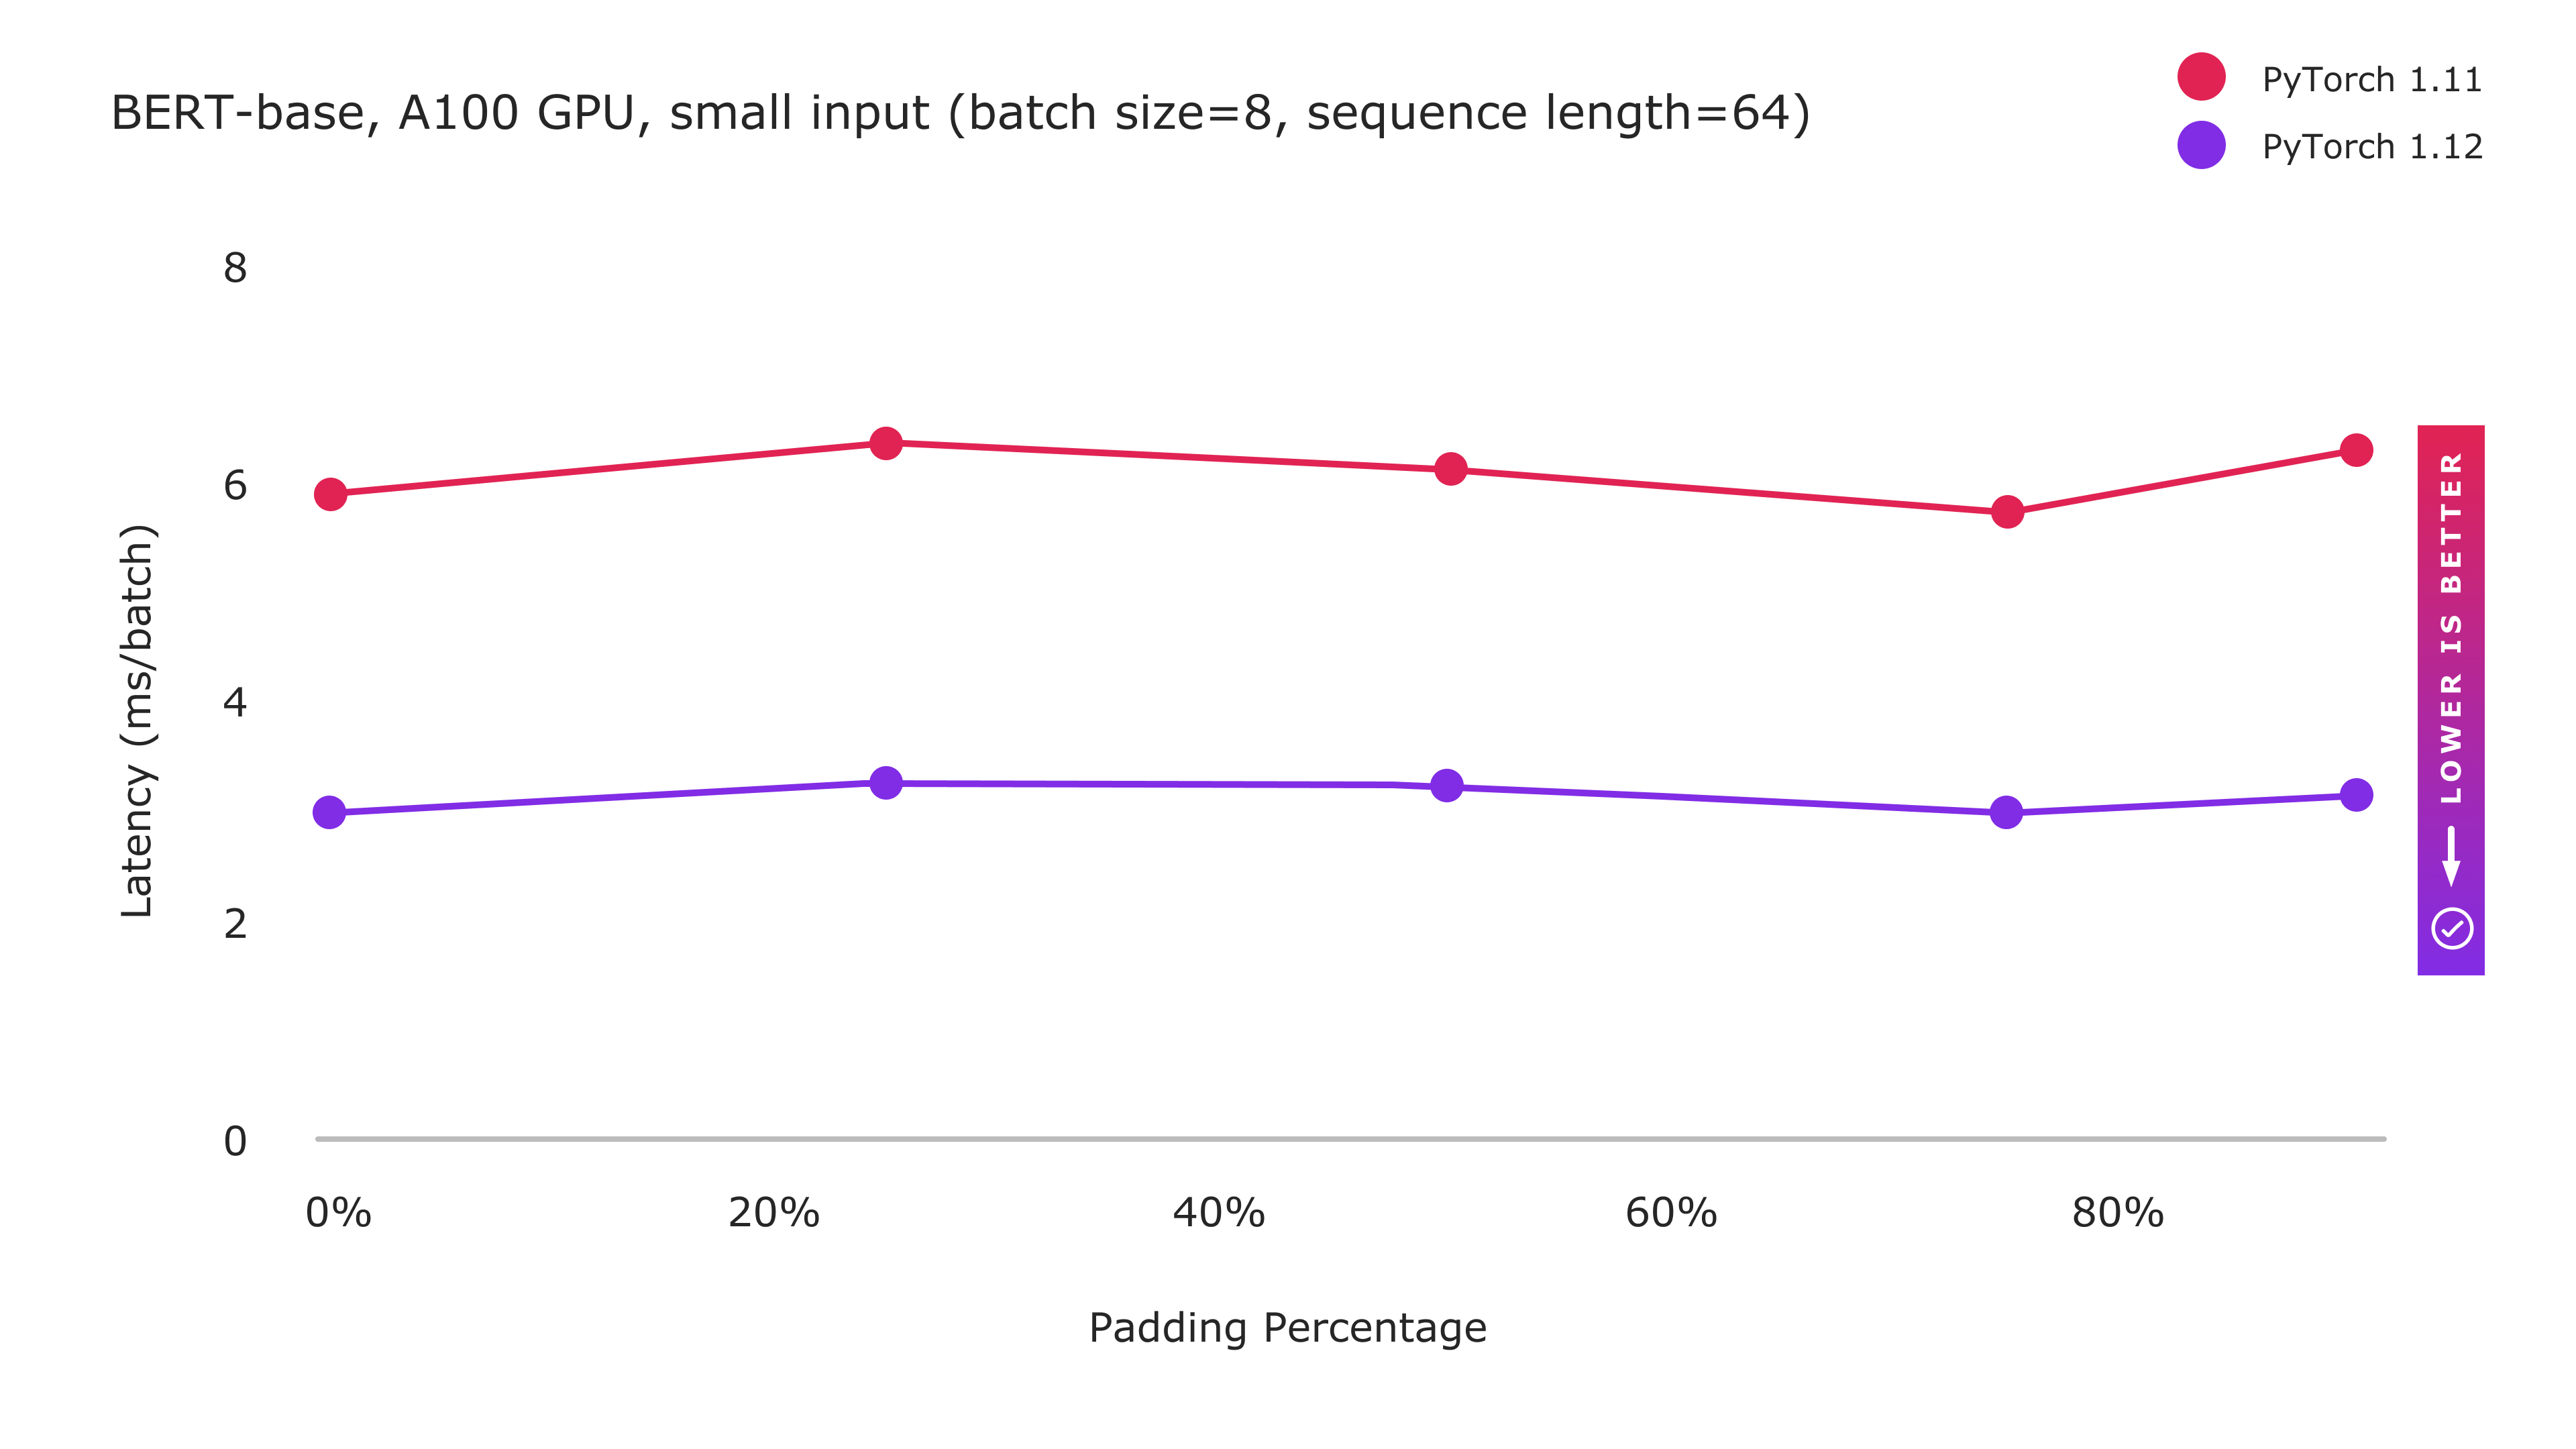 BERT-base, A100 GPU, small input (batch size=8, sequence length=64)
PyTorch 1.11
PyTorch 1.12
8
6
4
2
0
Latency (ms/batch)
LOWER IS BETTER
0%
20%
40%
60%
80%
Padding Percentage